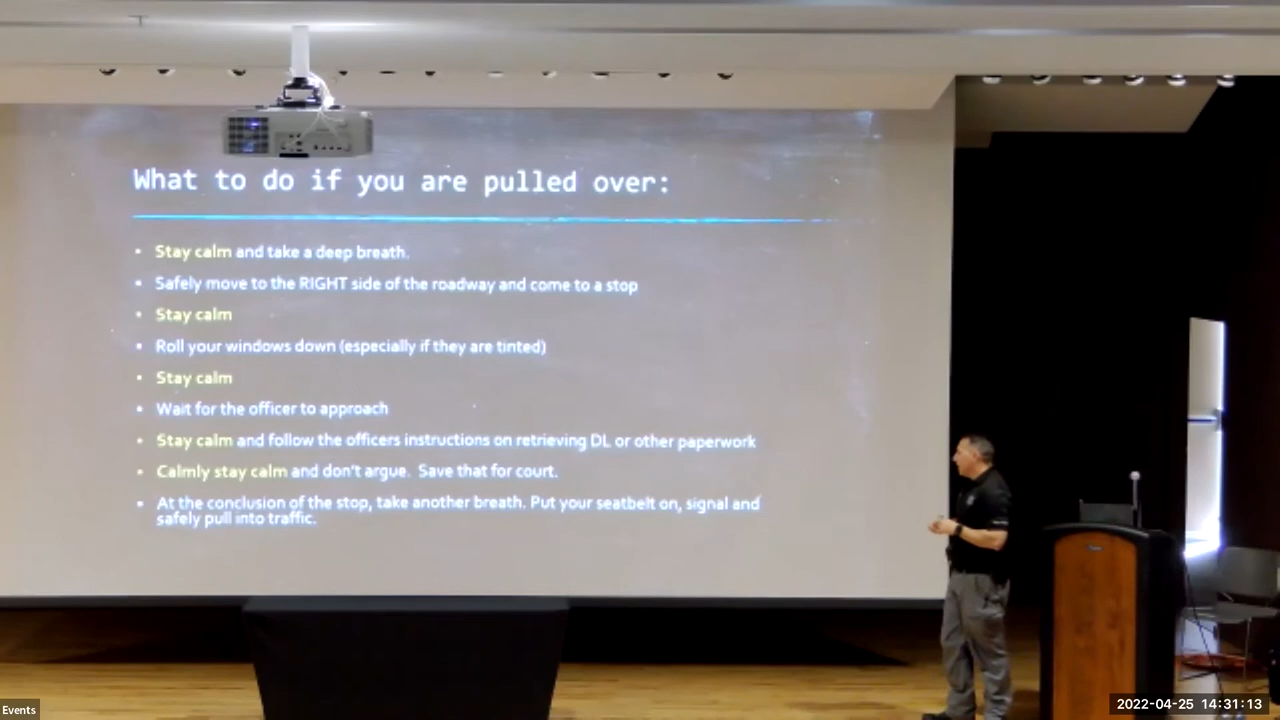 What to do if you are pulled over:
• Stay calm and take a deep breath.
• Safely move to the RIGHT side of the roadway and come to a stop
• Stay calm
• Roll your windows down (especially if they are tinted)
• Stay calm
• Wait for the officer to approach
• Stay calm and follow the officers instructions on retrieving DL or other paperwork
• Calmly stay calm and don't argue. Save that for court.
• At the conclusion of the stop, take another breath. Put your seatbelt on, signal and
safely pull into traffic.
Events
2022-04-25 14:31:13